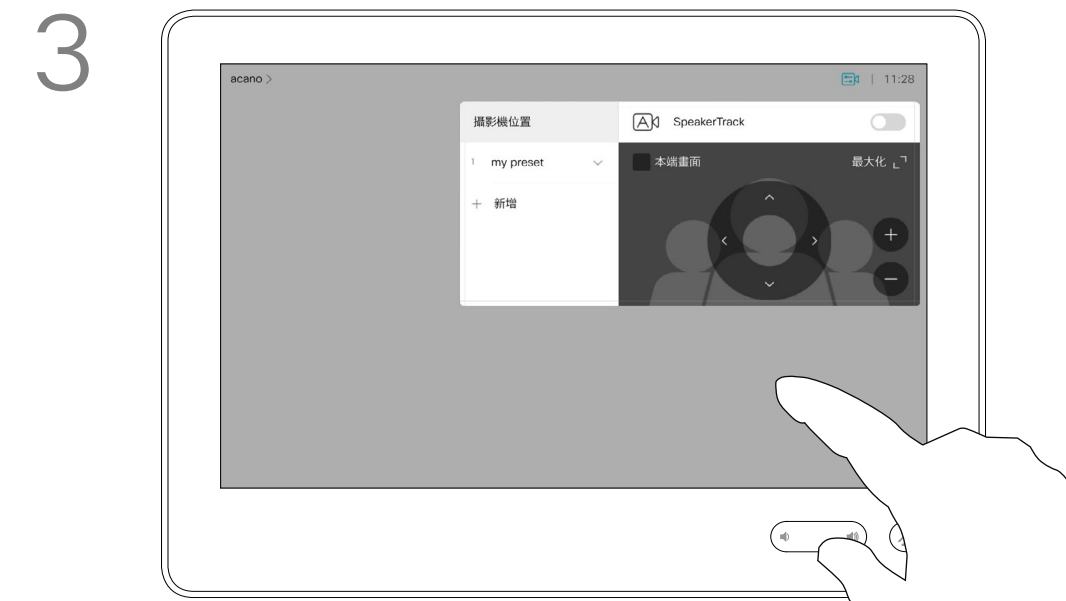 3
acano >
| 11:28
攝影機位置
A SpeakerTrack
1 my preset
本端畫面
最大化
+ 新增
+
−